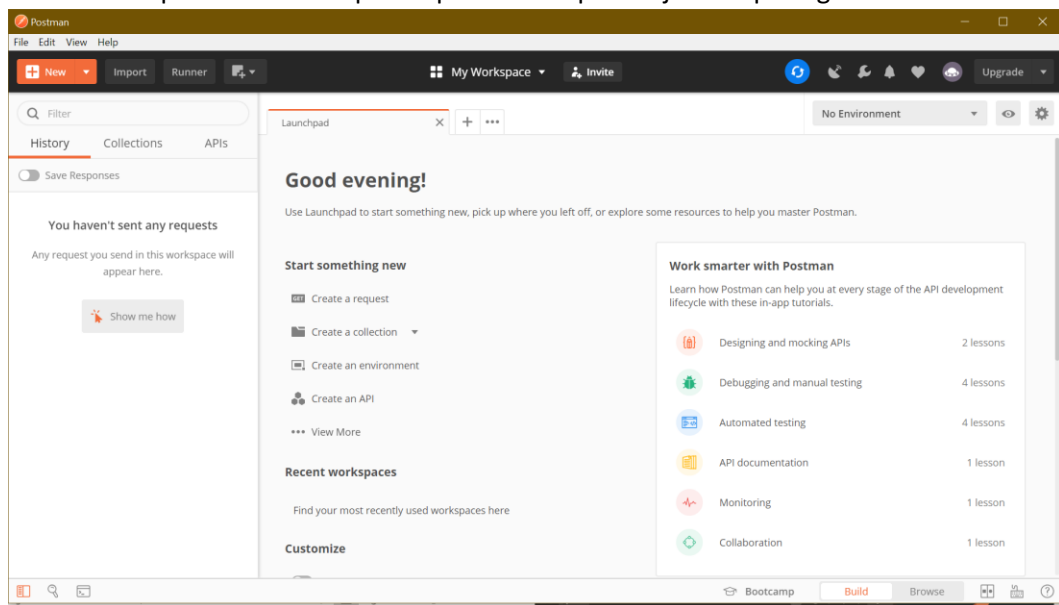 Postman
File Edit View Help
New Import Runner My Workspace Invite Upgrade
Filter
History Collections APIs
Save Responses
You haven't sent any requests
Any request you send in this workspace will
appear here.
Show me how
Launchpad
No Environment
Good evening!
Use Launchpad to start something new, pick up where you left off, or explore some resources to help you master Postman.
Start something new
GET Create a request
Create a collection
Create an environment
Create an API
View More
Recent workspaces
Find your most recently used workspaces here
Customize
Work smarter with Postman
Learn how Postman can help you at every stage of the API development
lifecycle with these in-app tutorials.
Designing and mocking APIs 2 lessons
Debugging and manual testing 4 lessons
Automated testing 4 lessons
API documentation 1 lesson
Monitoring 1 lesson
Collaboration 1 lesson
Bootcamp Build Browse